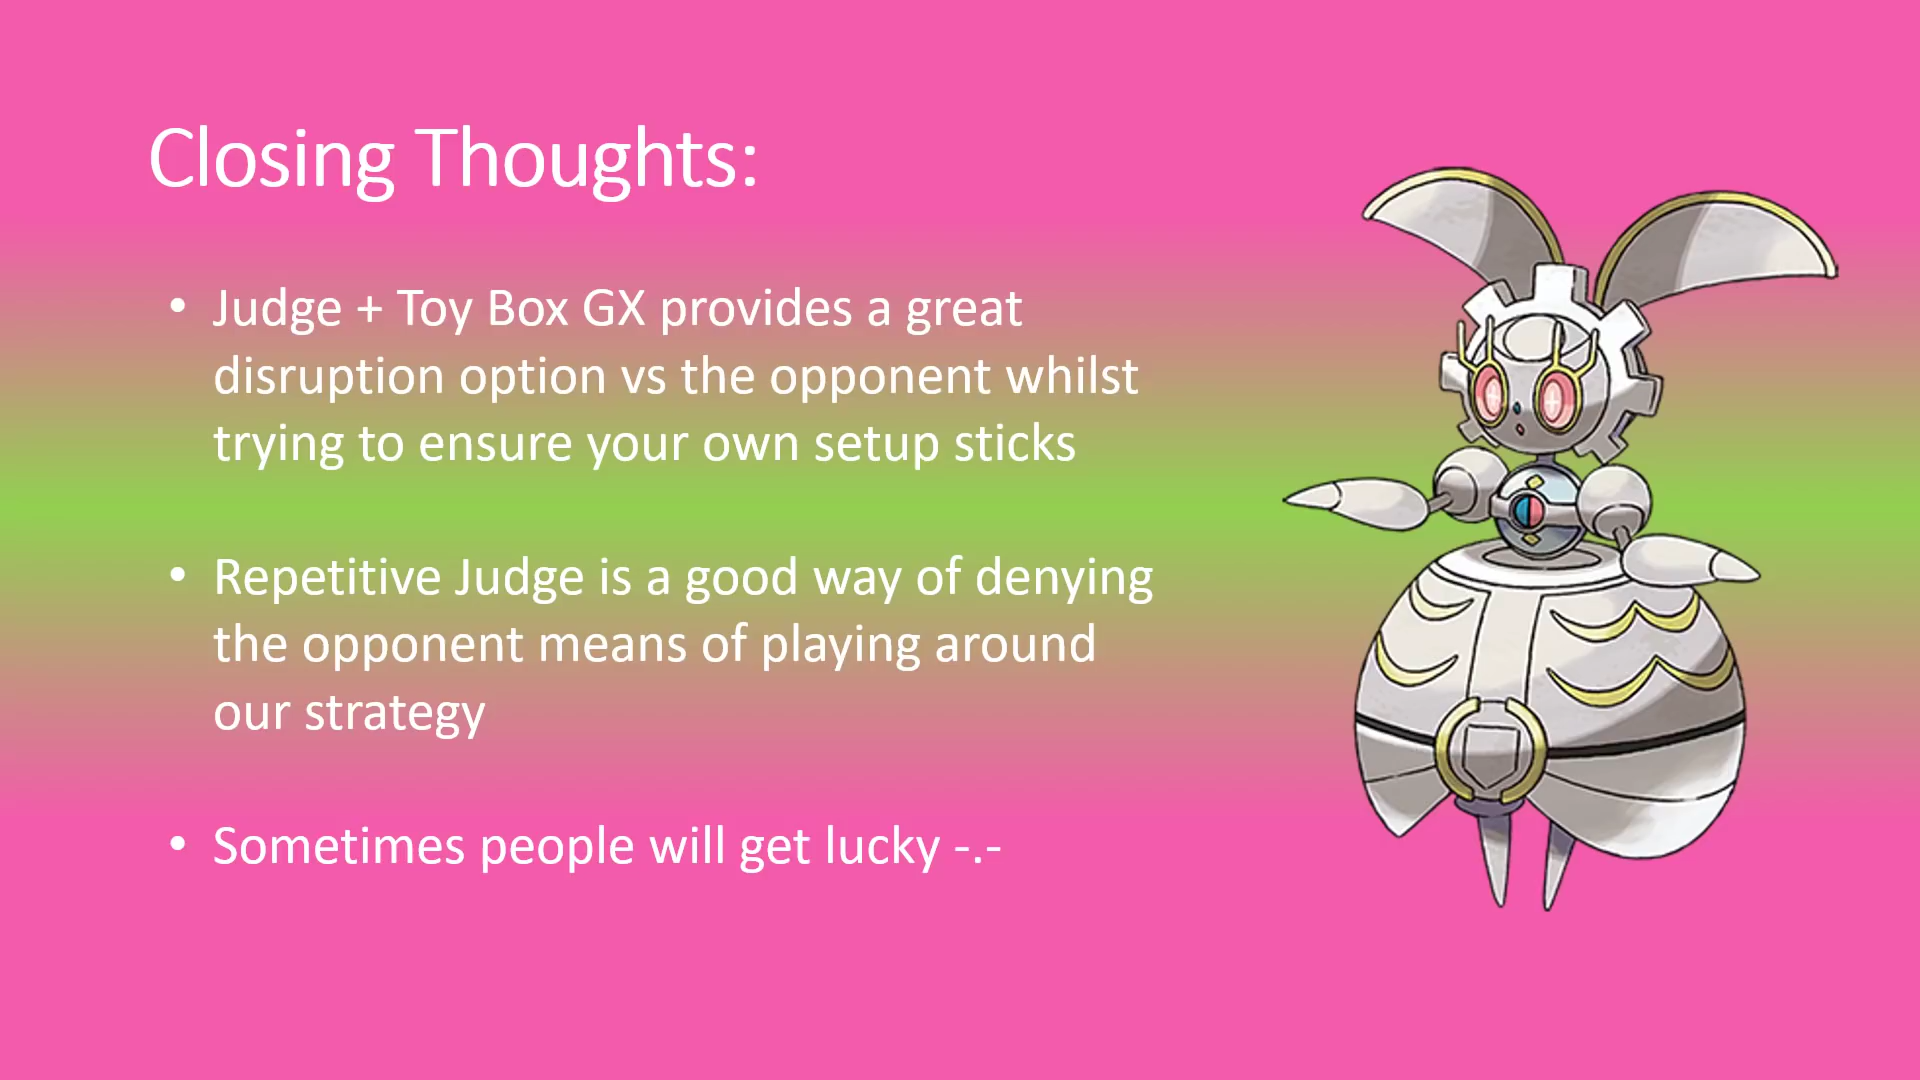 Closing Thoughts:
• Judge + Toy Box GX provides a great
disruption option vs the opponent whilst
trying to ensure your own setup sticks
• Repetitive Judge is a good way of denying
the opponent means of playing around
our strategy
• Sometimes people will get lucky -.-